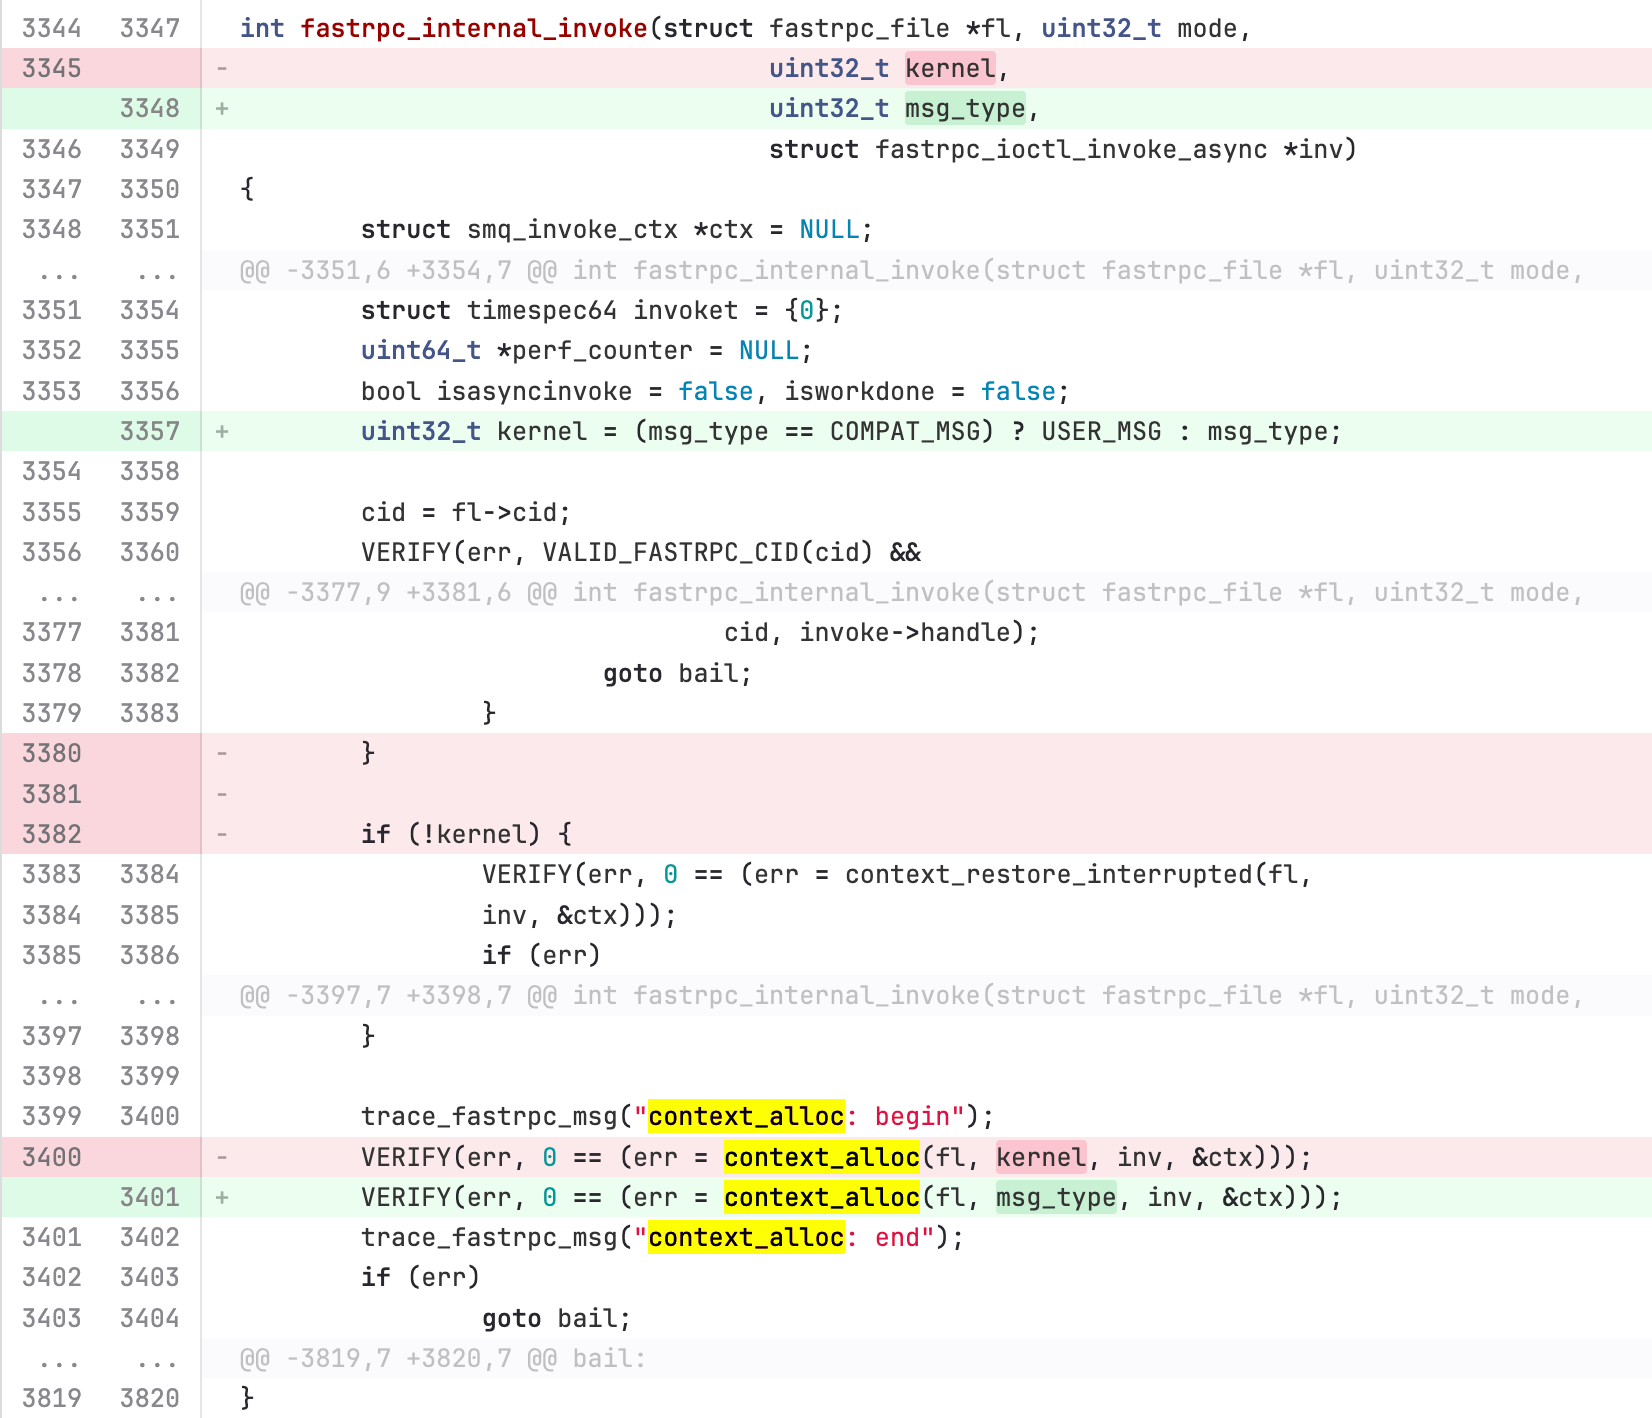 3344 3347 int fastrpc_internal_invoke(struct fastrpc_file *fl, uint32_t mode,
3345 - uint32_t kernel,
3348 + uint32_t msg_type,
3346 3349 struct fastrpc_ioctl_invoke_async *inv)
3347 3350 {
3348 3351 struct smq_invoke_ctx *ctx = NULL;
... ... @@ -3351,6 +3354,7 @@ int fastrpc_internal_invoke(struct fastrpc_file *fl, uint32_t mode,
3351 3354 struct timespec64 invoket = {0};
3352 3355 uint64_t *perf_counter = NULL;
3353 3356 bool isasyncinvoke = false, isworkdone = false;
3357 + uint32_t kernel = (msg_type == COMPAT_MSG) ? USER_MSG : msg_type;
3354 3358
3355 3359 cid = fl->cid;
3356 3360 VERIFY(err, VALID_FASTRPC_CID(cid) &&
... ... @@ -3377,9 +3381,6 @@ int fastrpc_internal_invoke(struct fastrpc_file *fl, uint32_t mode,
3377 3381 cid, invoke->handle);
3378 3382 goto bail;
3379 3383 }
3380 - }
3381 -
3382 - if (!kernel) {
3383 3384 VERIFY(err, 0 == (err = context_restore_interrupted(fl,
3384 3385 inv, &ctx)));
3385 3386 if (err)
... ... @@ -3397,7 +3398,7 @@ int fastrpc_internal_invoke(struct fastrpc_file *fl, uint32_t mode,
3397 3398 }
3398 3399
3399 3400 trace_fastrpc_msg("context_alloc: begin");
3400 - VERIFY(err, 0 == (err = context_alloc(fl, kernel, inv, &ctx)));
3401 + VERIFY(err, 0 == (err = context_alloc(fl, msg_type, inv, &ctx)));
3401 3402 trace_fastrpc_msg("context_alloc: end");
3402 3403 if (err)
3403 3404 goto bail;
... ... @@ -3819,7 +3820,7 @@ bail:
3819 3820 }